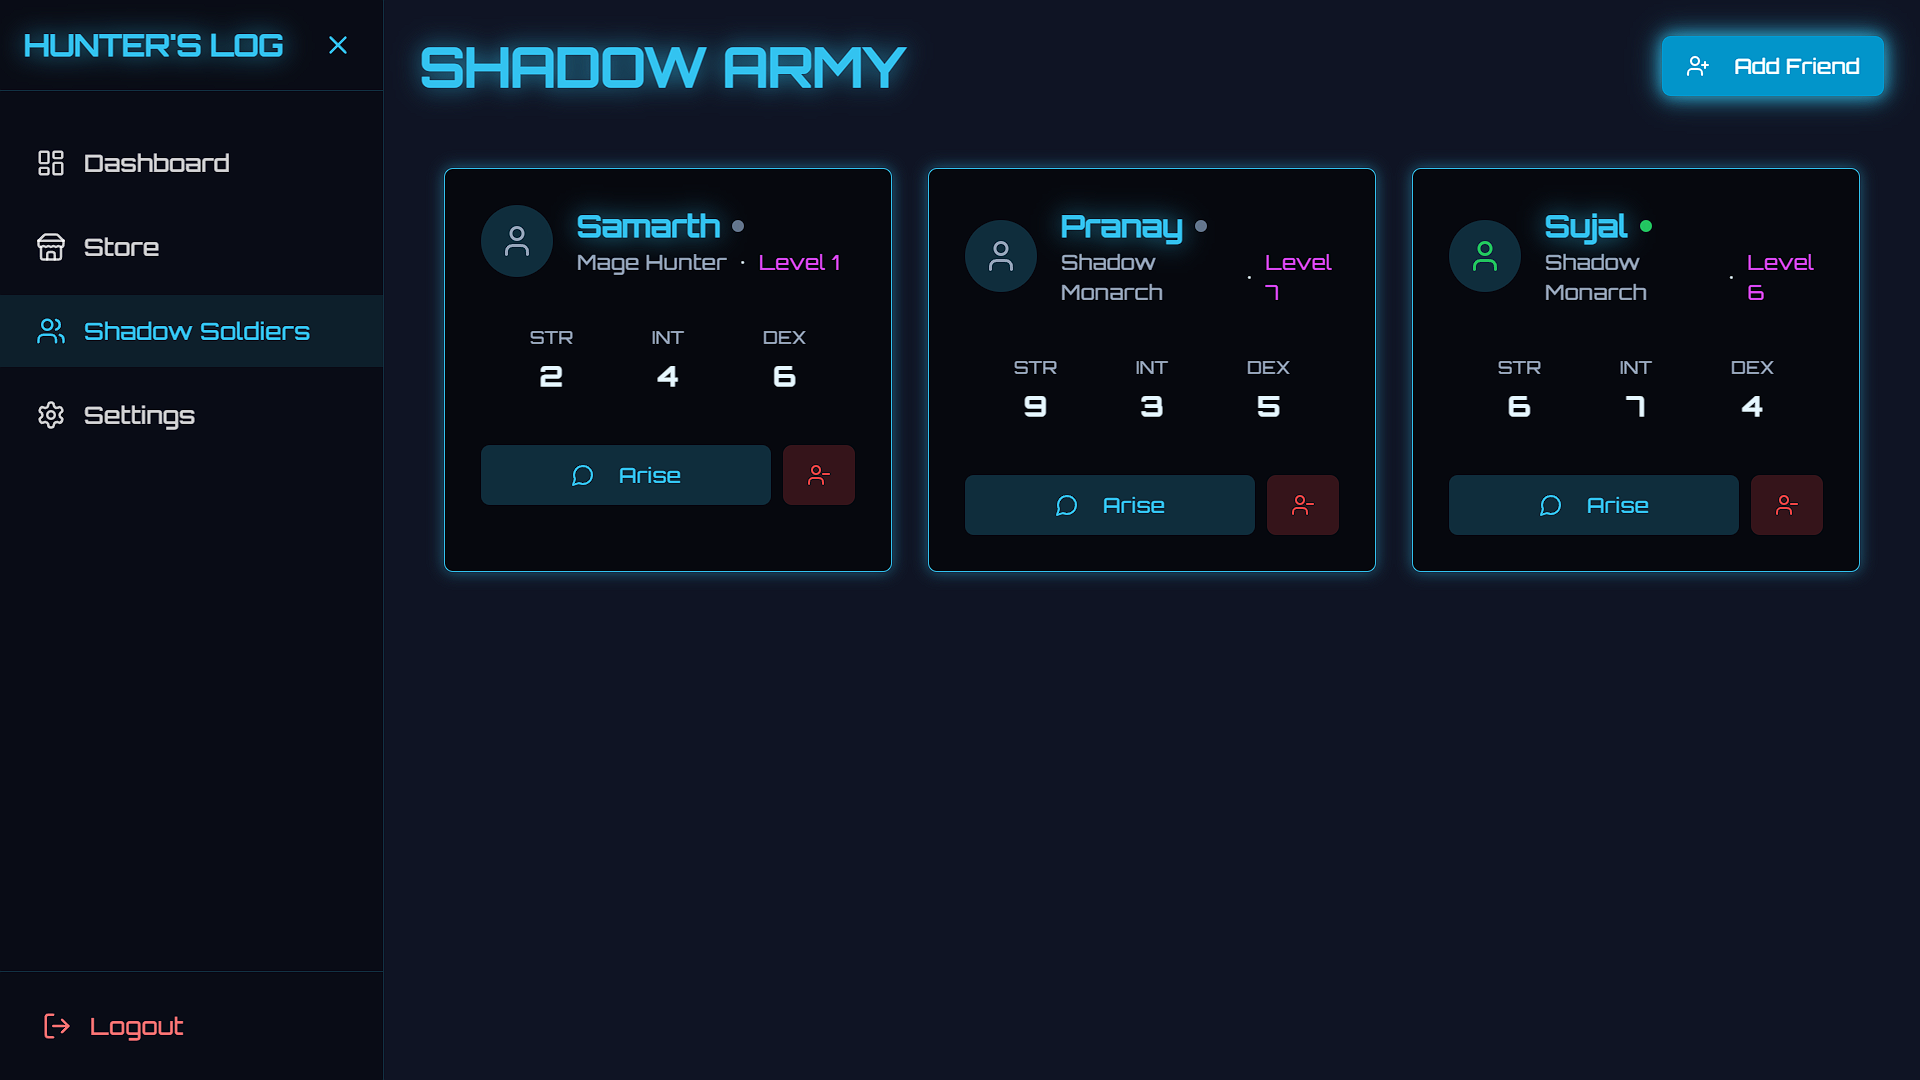 HUNTER'S LOG
Dashboard
Store
Shadow Soldiers
Settings
Logout
SHADOW ARMY
Add Friend
Samarth
Mage Hunter · Level 1
STR INT DEX
2 4 6
Arise
Pranay
Shadow · Level
Monarch 7
STR INT DEX
9 3 5
Arise
Sujal
Shadow · Level
Monarch 6
STR INT DEX
6 7 4
Arise